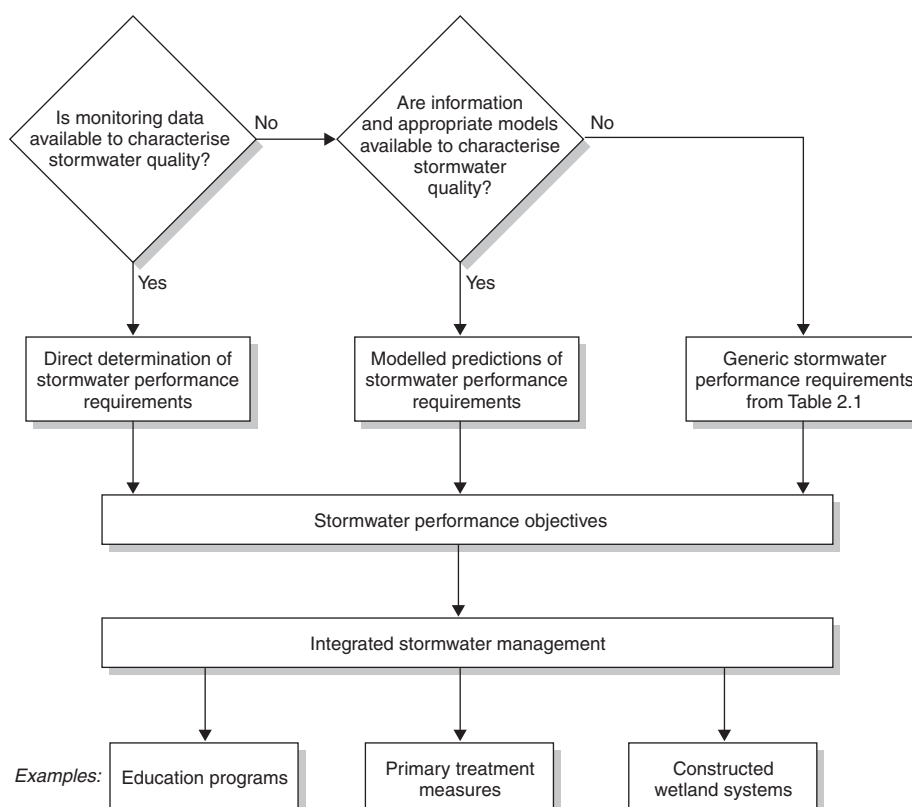 Is monitoring data
available to characterise
stormwater quality?
No
Are information
and appropriate models
available to characterise
stormwater
quality?
No
Yes
Yes
Direct determination of
stormwater performance
requirements
Modelled predictions of
stormwater performance
requirements
Generic stormwater
performance requirements
from Table 2.1
Stormwater performance objectives
Integrated stormwater management
Examples:
Education programs
Primary treatment
measures
Constructed
wetland systems